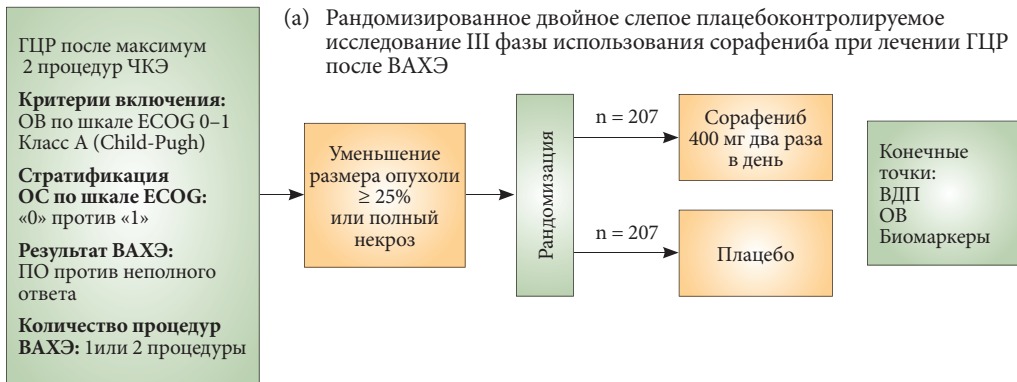 (a) Рандомизированное двойное слепое плацебоконтролируемое
исследование III фазы использования сорафениба при лечении ГЦР
после ВАХЭ
ГЦР после максимум
2 процедур ЧКЭ
Критерии включения:
ОВ по шкале ECOG 0–1
Класс А (Child-Pugh)
Стратификация
ОС по шкале ECOG:
«0» против «1»
Результат ВАХЭ:
ПО против неполного
ответа
Количество процедур
ВАХЭ: 1или 2 процедуры
Уменьшение
размера опухоли
≥ 25%
или полный
некроз
Рандомизация
n = 207
Сорафениб
400 мг два раза
в день
n = 207
Плацебо
Конечные
точки:
ВДП
ОВ
Биомаркеры